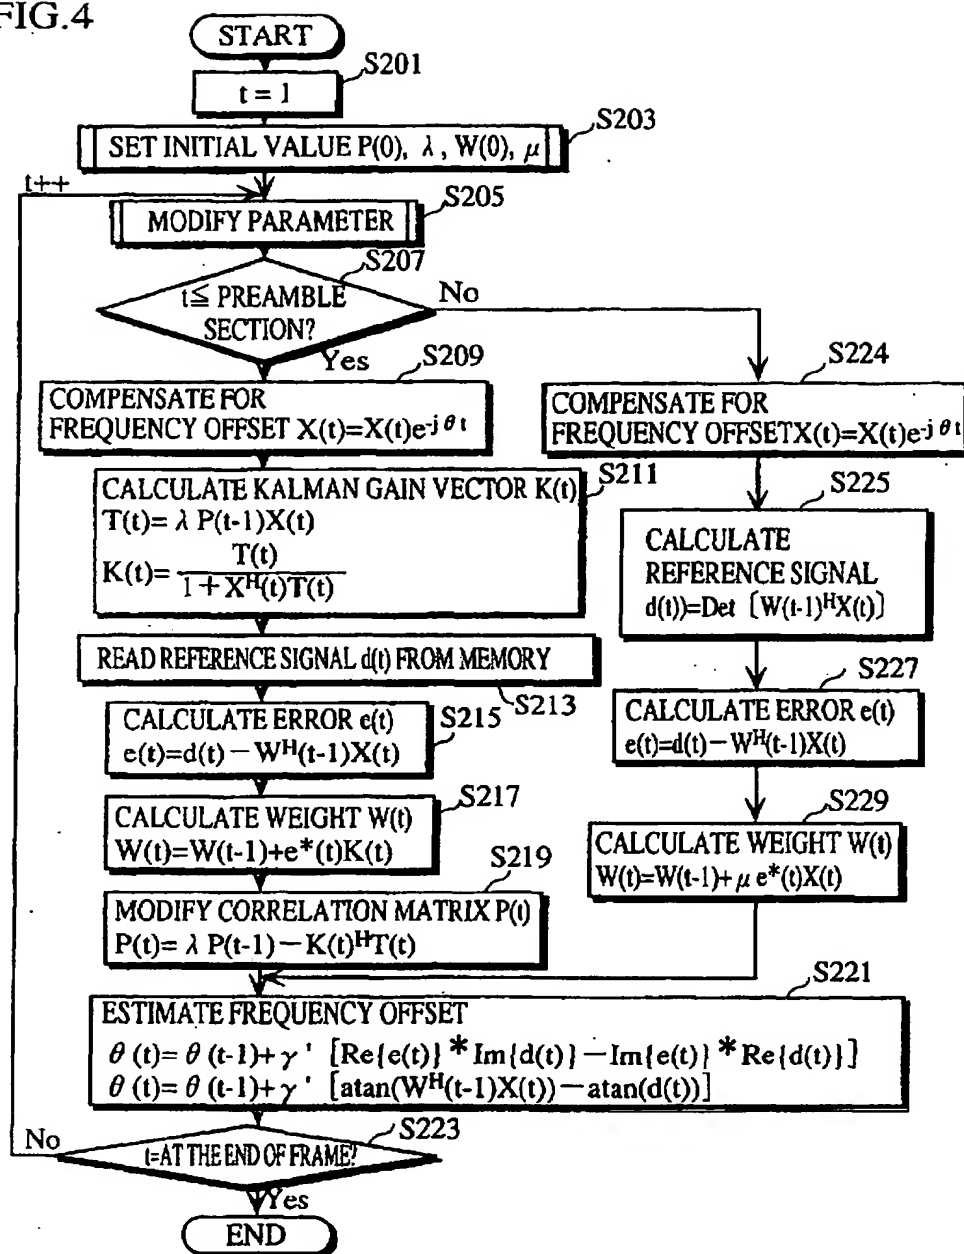 FIG.4
START
S201
t = 1
S203
SET INITIAL VALUE P(0), λ, W(0), μ
t++
S205
MODIFY PARAMETER
S207
t≦ PREAMBLE
SECTION?
No
Yes
S209
COMPENSATE FOR
FREQUENCY OFFSET X(t)=X(t)e-jθt
S211
CALCULATE KALMAN GAIN VECTOR K(t)
T(t)= λ P(t-1)X(t)
K(t)= T(t) / 1+X^H(t)T(t)
READ REFERENCE SIGNAL d(t) FROM MEMORY
S213
CALCULATE ERROR e(t)
e(t)=d(t)−W^H(t-1)X(t)
S215
S217
CALCULATE WEIGHT W(t)
W(t)=W(t-1)+e*(t)K(t)
S219
MODIFY CORRELATION MATRIX P(t)
P(t)= λ P(t-1)−K(t)^HT(t)
S224
COMPENSATE FOR
FREQUENCY OFFSETX(t)=X(t)e-jθt
S225
CALCULATE
REFERENCE SIGNAL
d(t))=Det [W(t-1)^HX(t)]
S227
CALCULATE ERROR e(t)
e(t)=d(t)−W^H(t-1)X(t)
S229
CALCULATE WEIGHT W(t)
W(t)=W(t-1)+μ e*(t)X(t)
S221
ESTIMATE FREQUENCY OFFSET
θ(t)= θ(t-1)+γ' [Re{e(t)}*Im{d(t)}−Im{e(t)}*Re{d(t)}]
θ(t)= θ(t-1)+γ' [atan(W^H(t-1)X(t))−atan(d(t))]
S223
t=AT THE END OF FRAME?
No
Yes
END